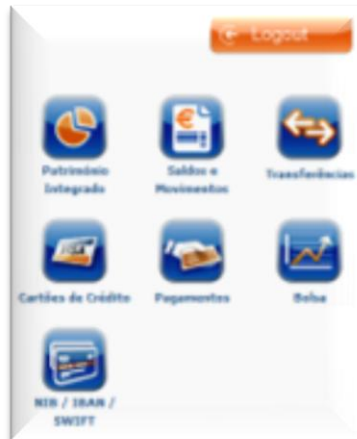 Logout
Património
Integrado
Saldos e
Movimentos
Transferências
Cartões de Crédito
Pagamentos
Bolsa
NIB / IBAN /
SWIFT